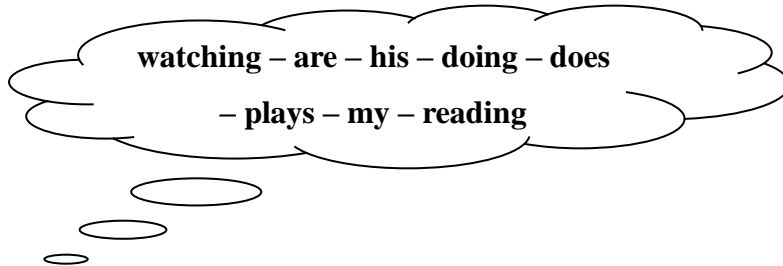 watching – are – his – doing – does
– plays – my – reading